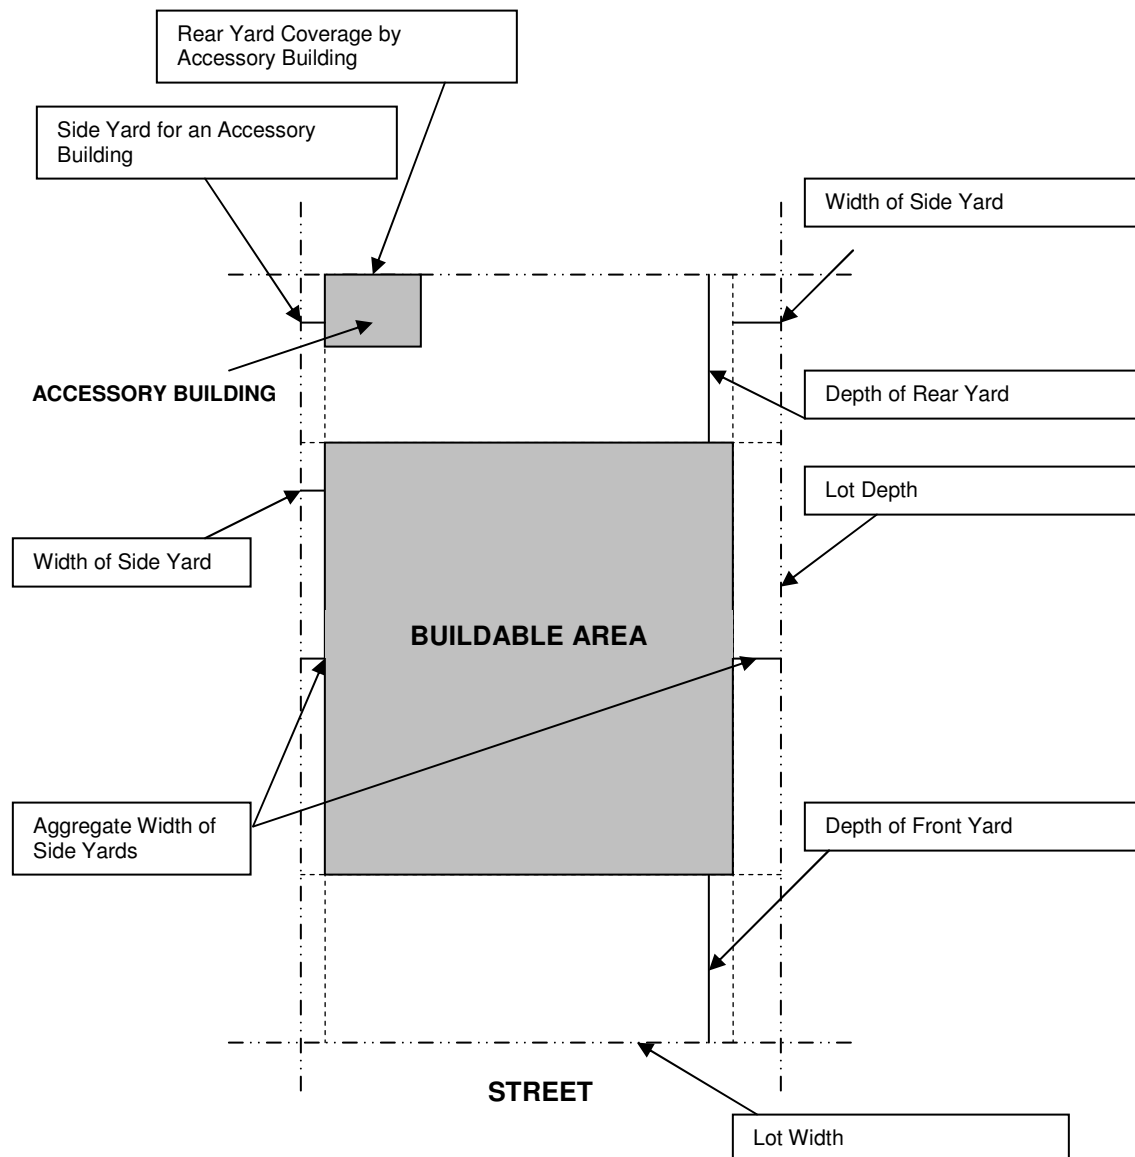 Rear Yard Coverage by
Accessory Building
Side Yard for an Accessory
Building
Width of Side Yard
ACCESSORY BUILDING
Depth of Rear Yard
Lot Depth
Width of Side Yard
BUILDABLE AREA
Aggregate Width of
Side Yards
Depth of Front Yard
STREET
Lot Width